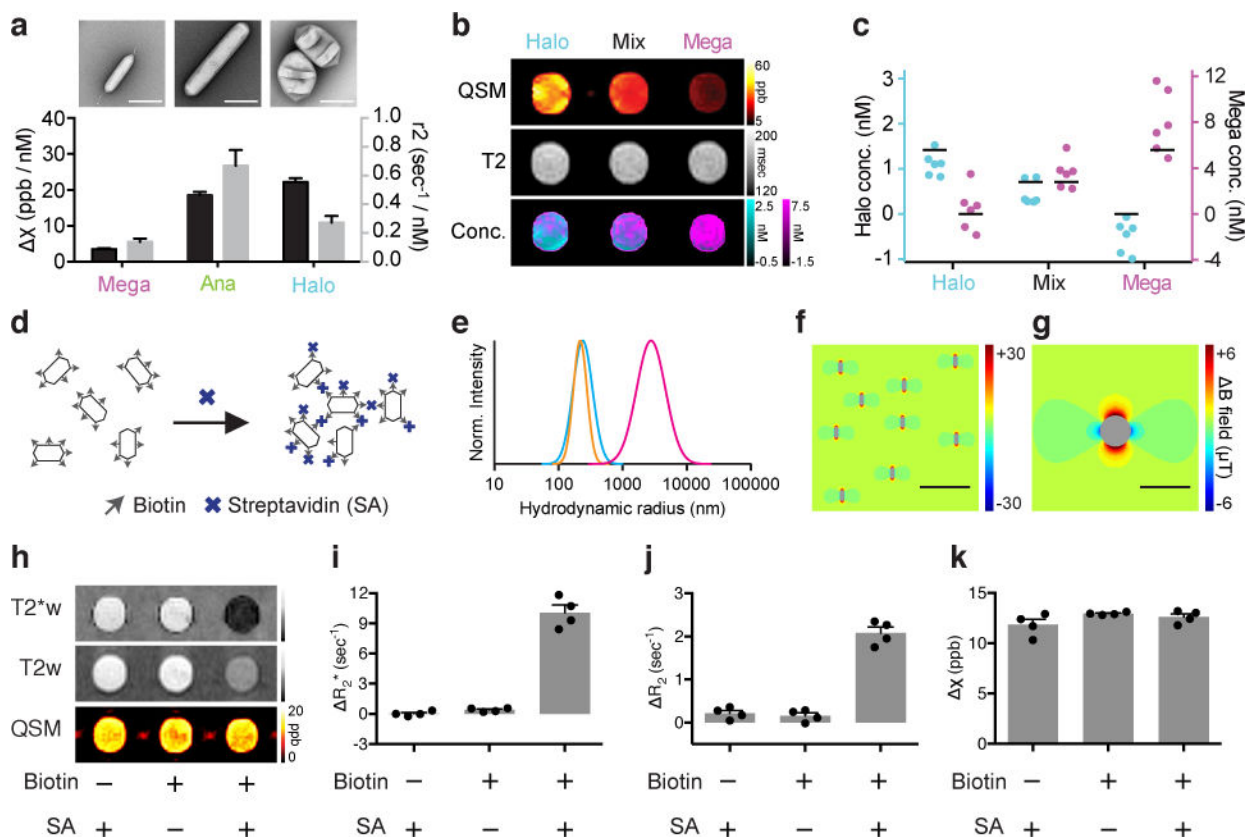 a
Δχ (ppb / nM)
40
30
20
10
0
1.0
0.8
0.6
0.4
0.2
0.0
r2 (sec⁻¹ / nM)
Mega
Ana
Halo
b
Halo
Mix
Mega
QSM
60
ppb
5
T2
200
msec
120
Conc.
2.5
nM
-0.5
7.5
nM
-1.5
c
Halo conc. (nM)
3
2
1
0
-1
12
8
4
0
-4
Mega conc. (nM)
Halo
Mix
Mega
d
Biotin
Streptavidin (SA)
e
Norm. Intensity
10
100
1000
10000
100000
Hydrodynamic radius (nm)
f
+30
-30
g
+6
ΔB field (μT)
-6
h
T2*w
T2w
QSM
20
ppb
0
Biotin
−
+
+
SA
+
−
+
i
ΔR₂* (sec⁻¹)
12
9
6
3
0
-3
−
+
+
+
−
+
j
ΔR₂ (sec⁻¹)
3
2
1
0
−
+
+
+
−
+
k
Δχ (ppb)
15
10
5
0
−
+
+
+
−
+